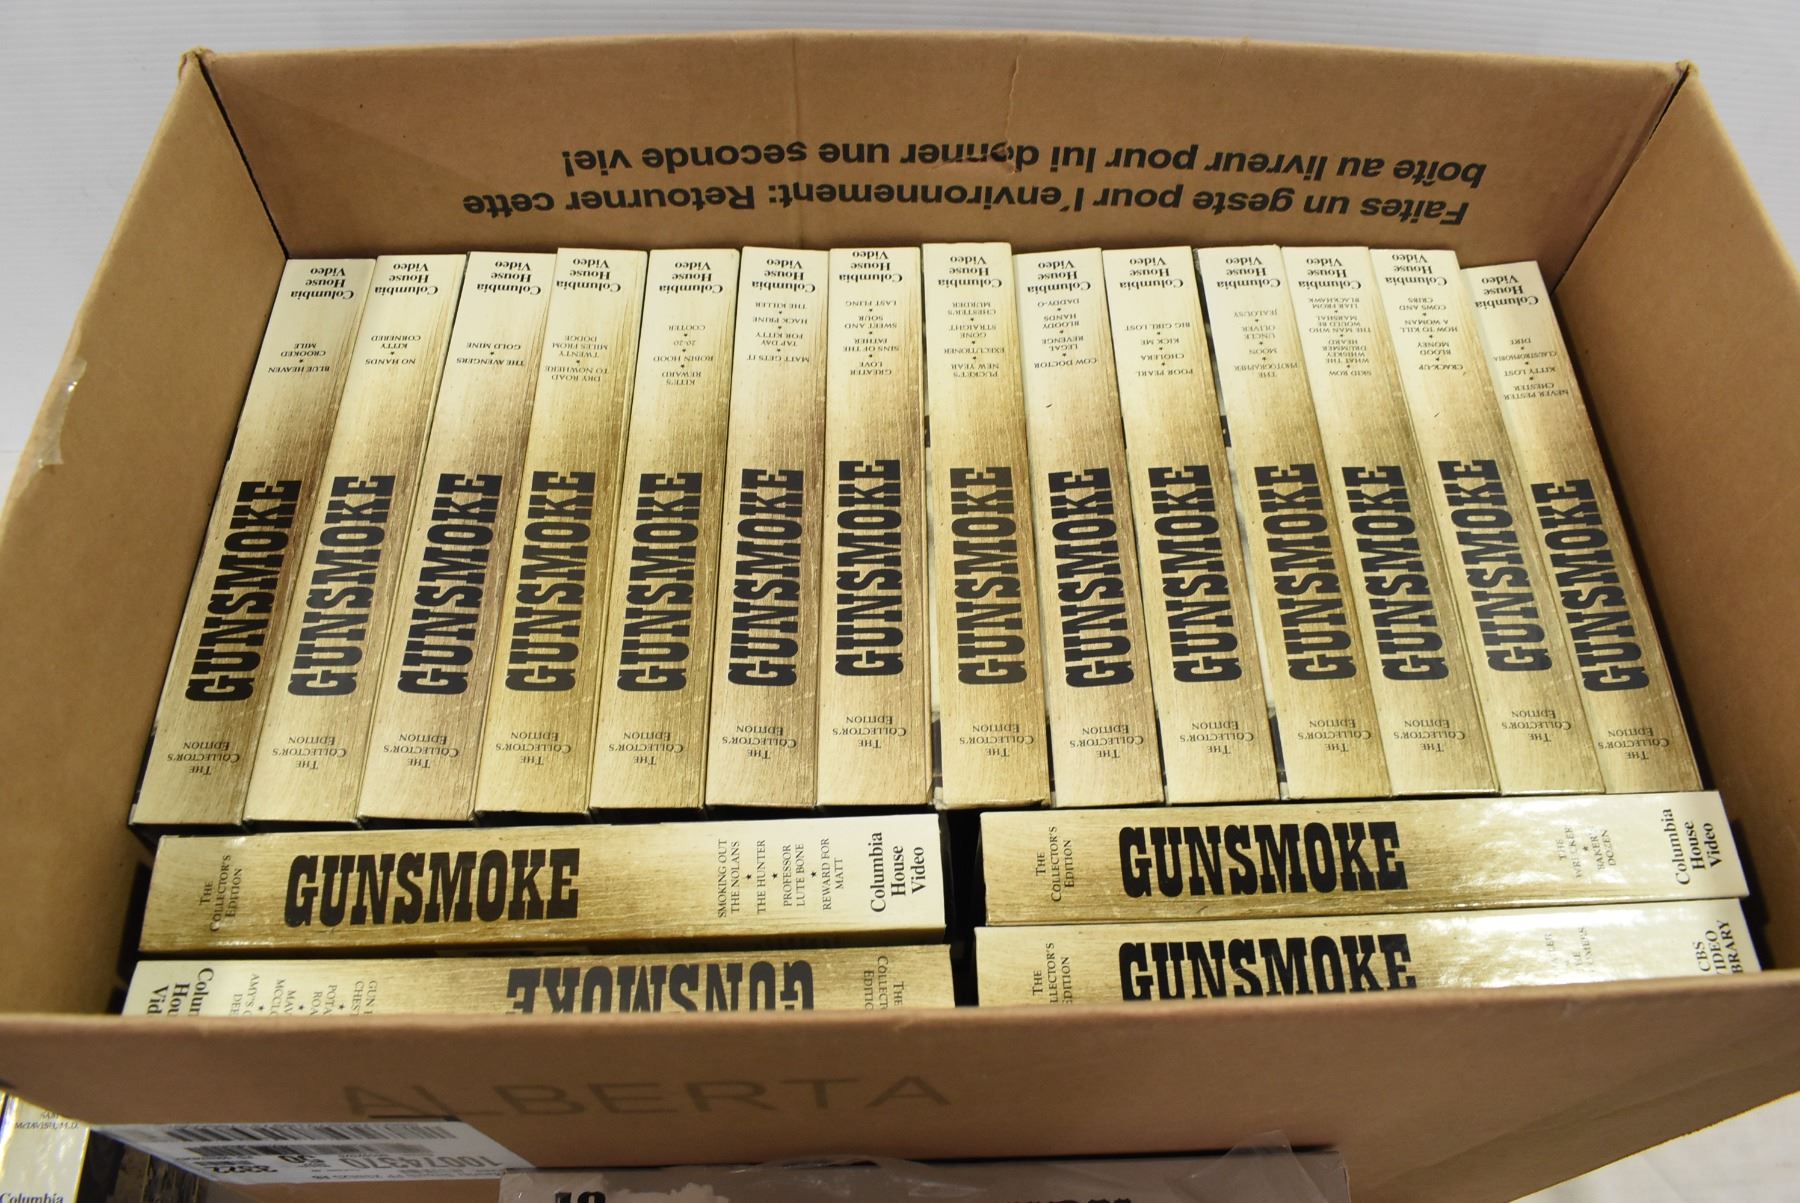 Faites un geste pour l'environnement: Retourner cette
boîte au livreur pour lui donner une seconde vie!
THE
COLLECTOR'S
EDITION
GUNSMOKE
BLUE HEAVEN
★
CROOKED
MILE
Columbia
House
Video
THE
COLLECTOR'S
EDITION
GUNSMOKE
NO HANDS
★
KITTY
CORNERED
Columbia
House
Video
THE
COLLECTOR'S
EDITION
GUNSMOKE
THE AVENGERS
★
GOLD MINE
Columbia
House
Video
THE
COLLECTOR'S
EDITION
GUNSMOKE
DRY ROAD
TO NOWHERE
★
TWENTY
MILES FROM
DODGE
Columbia
House
Video
THE
COLLECTOR'S
EDITION
GUNSMOKE
KITE'S
REWARD
★
ROBIN HOOD
★
20-20
★
COOTER
Columbia
House
Video
THE
COLLECTOR'S
EDITION
GUNSMOKE
MATT GETS IT
★
TAP DAY
FOR KITTY
★
HACK PRINE
★
THE KILLER
Columbia
House
Video
THE
COLLECTOR'S
EDITION
GUNSMOKE
GREATER
LOVE
★
SINS OF THE
FATHER
★
SWEET AND
SOUR
★
LAST FLING
Columbia
House
Video
THE
COLLECTOR'S
EDITION
GUNSMOKE
PUCKET'S
NEW YEAR
★
EXECUTIONER
★
GONE
STRAIGHT
★
CHESTER'S
MURDER
Columbia
House
Video
THE
COLLECTOR'S
EDITION
GUNSMOKE
COW DOCTOR
★
LEGAL
REVENGE
★
BLOODY
HANDS
★
DADDY-O
Columbia
House
Video
THE
COLLECTOR'S
EDITION
GUNSMOKE
POOR PEARL
★
CHOLERA
★
KICK ME
★
BIG GIRL LOST
Columbia
House
Video
THE
COLLECTOR'S
EDITION
GUNSMOKE
THE
PHOTOGRAPHER
★
MOON
★
UNCLE
OLIVER
★
JEALOUSY
Columbia
House
Video
THE
COLLECTOR'S
EDITION
GUNSMOKE
SKID ROW
★
WHAT THE
WHISKEY
DRUMMER
HEARD
★
THE MAN WHO
WOULD BE
MARSHAL
★
LIAR FROM
BLACKHAWK
Columbia
House
Video
THE
COLLECTOR'S
EDITION
GUNSMOKE
CRACK-UP
★
BLOOD
MONEY
★
HOW TO KILL
A WOMAN
★
COWS AND
CRIBS
Columbia
House
Video
THE
COLLECTOR'S
EDITION
GUNSMOKE
NEVER PESTER
CHESTER
★
KITTY LOST
★
CLAUSTROPHOBIA
★
DIRT
Columbia
House
Video
THE
COLLECTOR'S
EDITION
GUNSMOKE
SMOKING OUT
THE NOLANS
★
THE HUNTER
★
PROFESSOR
LUTE BONE
★
REWARD FOR
MATT
Columbia
House
Video
THE
COLLECTOR'S
EDITION
GUNSMOKE
THE
WRECKER
★
BAKER'S
DOZEN
Columbia
House
Video
THE
COLLECT
EDITIO
GUNSMOKE
THE
LLECTOR'S
EDITION
GUNSMOKE
CBS
IDEO
BRARY
ALBERTA
McTAVISH, M.D.
Columbia